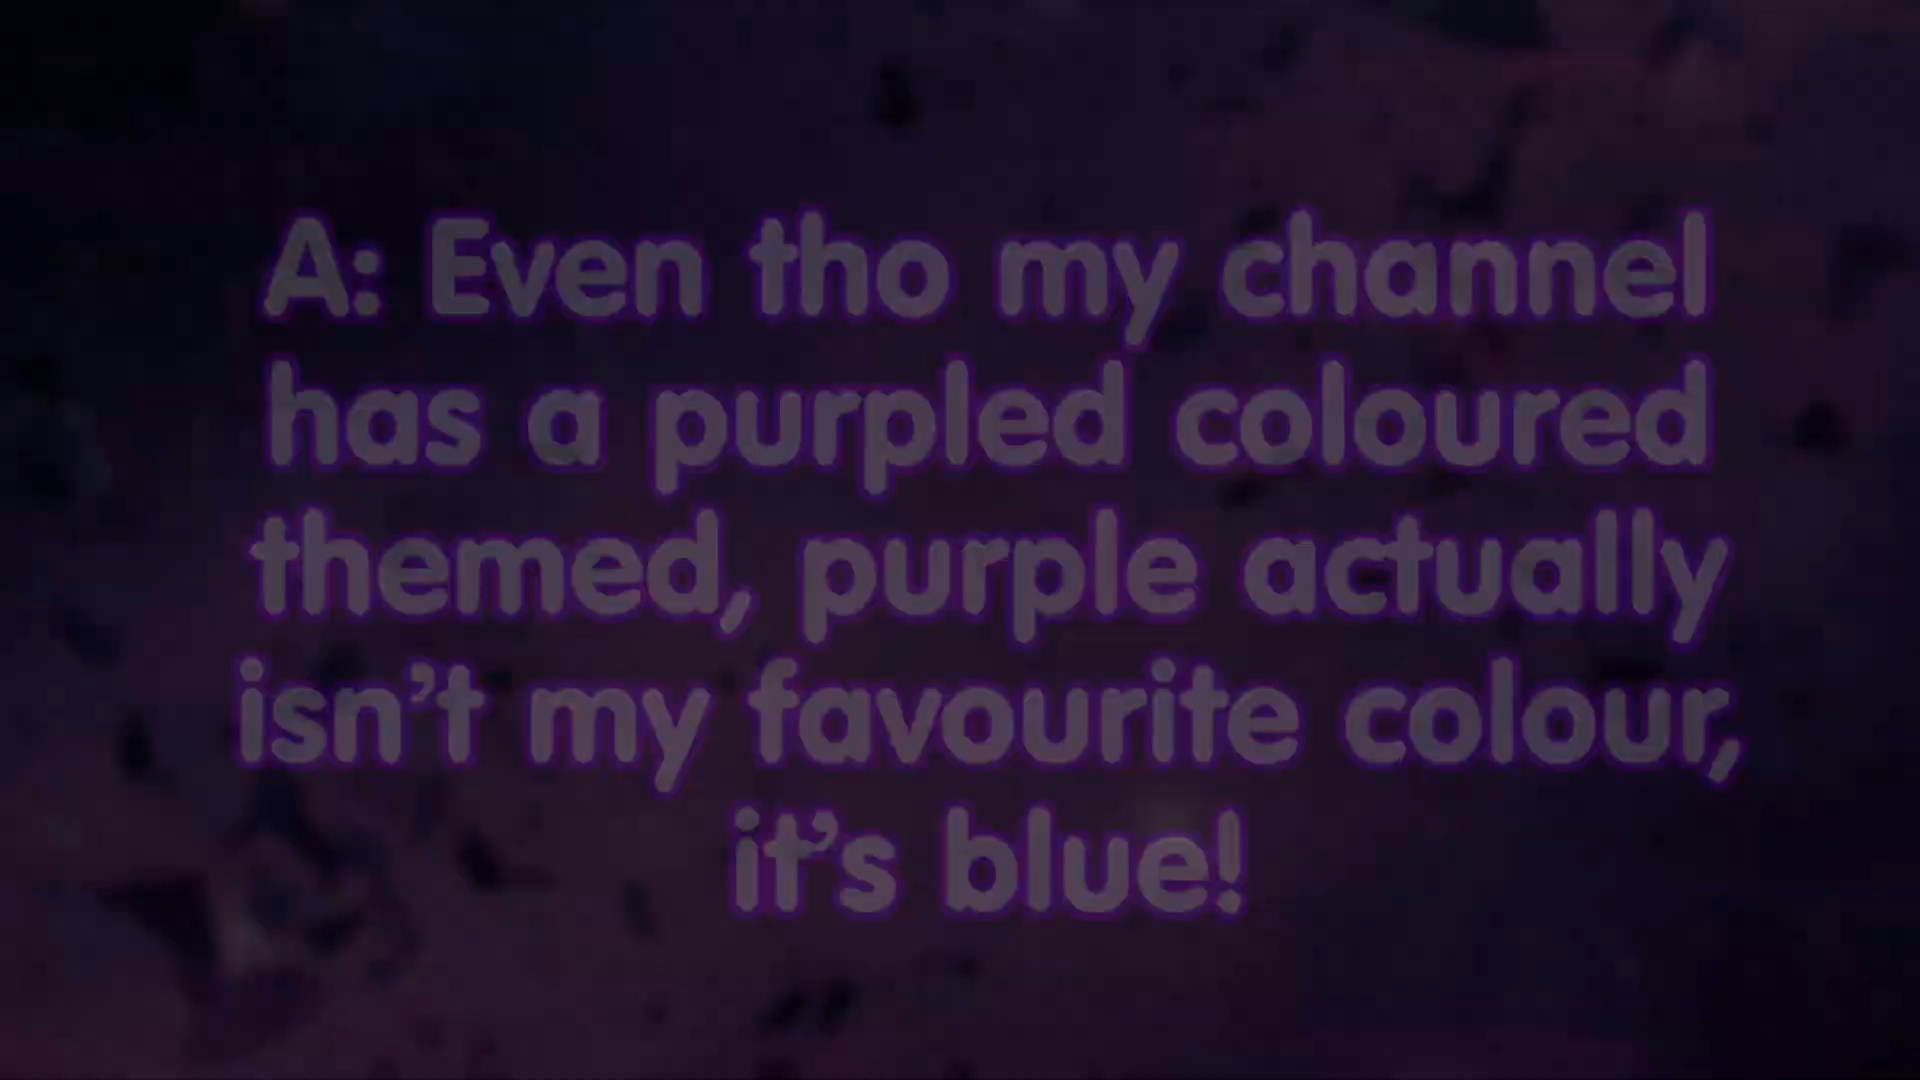 A: Even tho my channel
has a purpled coloured
themed, purple actually
isn’t my favourite colour,
it’s blue!